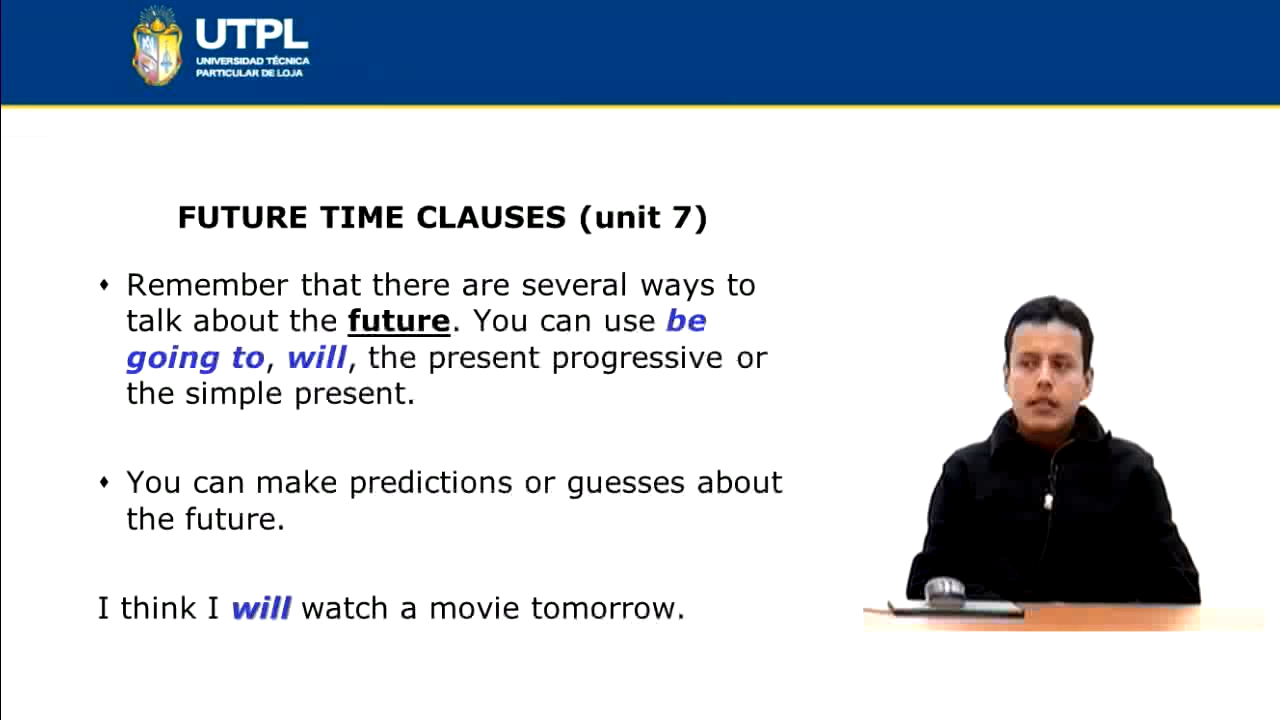 UTPL
UNIVERSIDAD TÉCNICA
PARTICULAR DE LOJA
FUTURE TIME CLAUSES (unit 7)
Remember that there are several ways to
talk about the future. You can use be
going to, will, the present progressive or
the simple present.
You can make predictions or guesses about
the future.
I think I will watch a movie tomorrow.